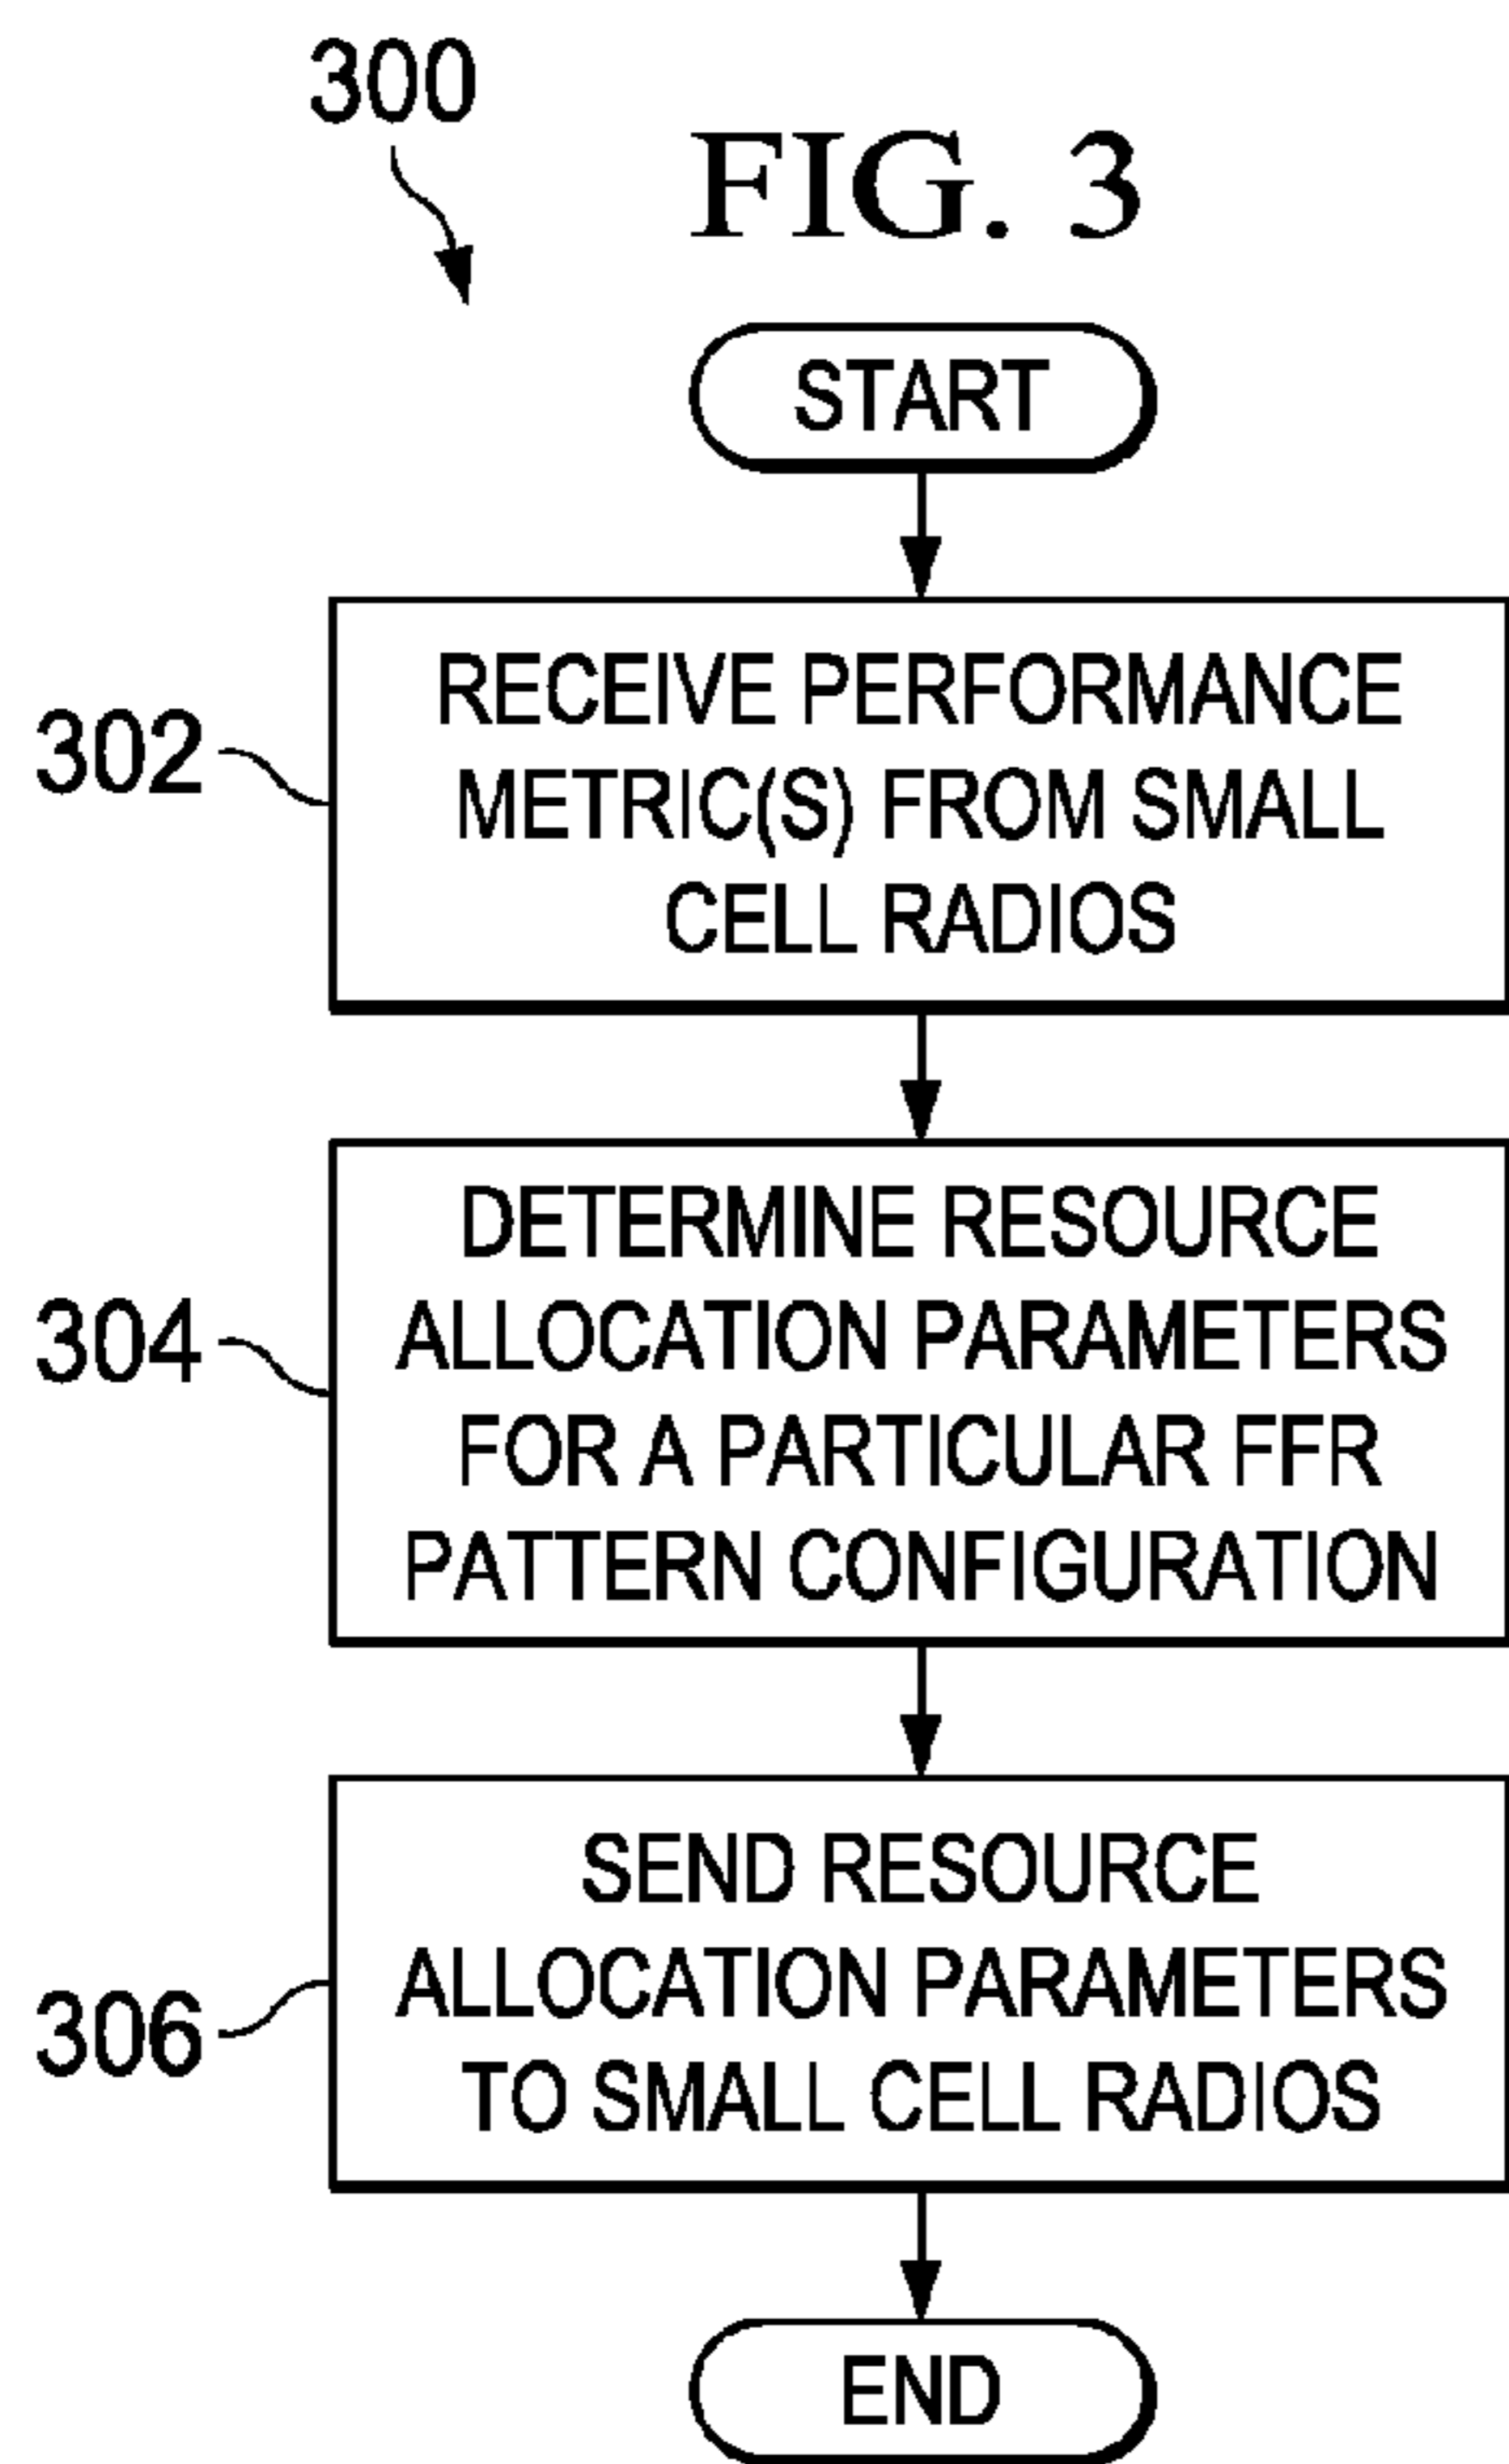 300
FIG. 3
START
302
RECEIVE PERFORMANCE
METRIC(S) FROM SMALL
CELL RADIOS
304
DETERMINE RESOURCE
ALLOCATION PARAMETERS
FOR A PARTICULAR FFR
PATTERN CONFIGURATION
306
SEND RESOURCE
ALLOCATION PARAMETERS
TO SMALL CELL RADIOS
END